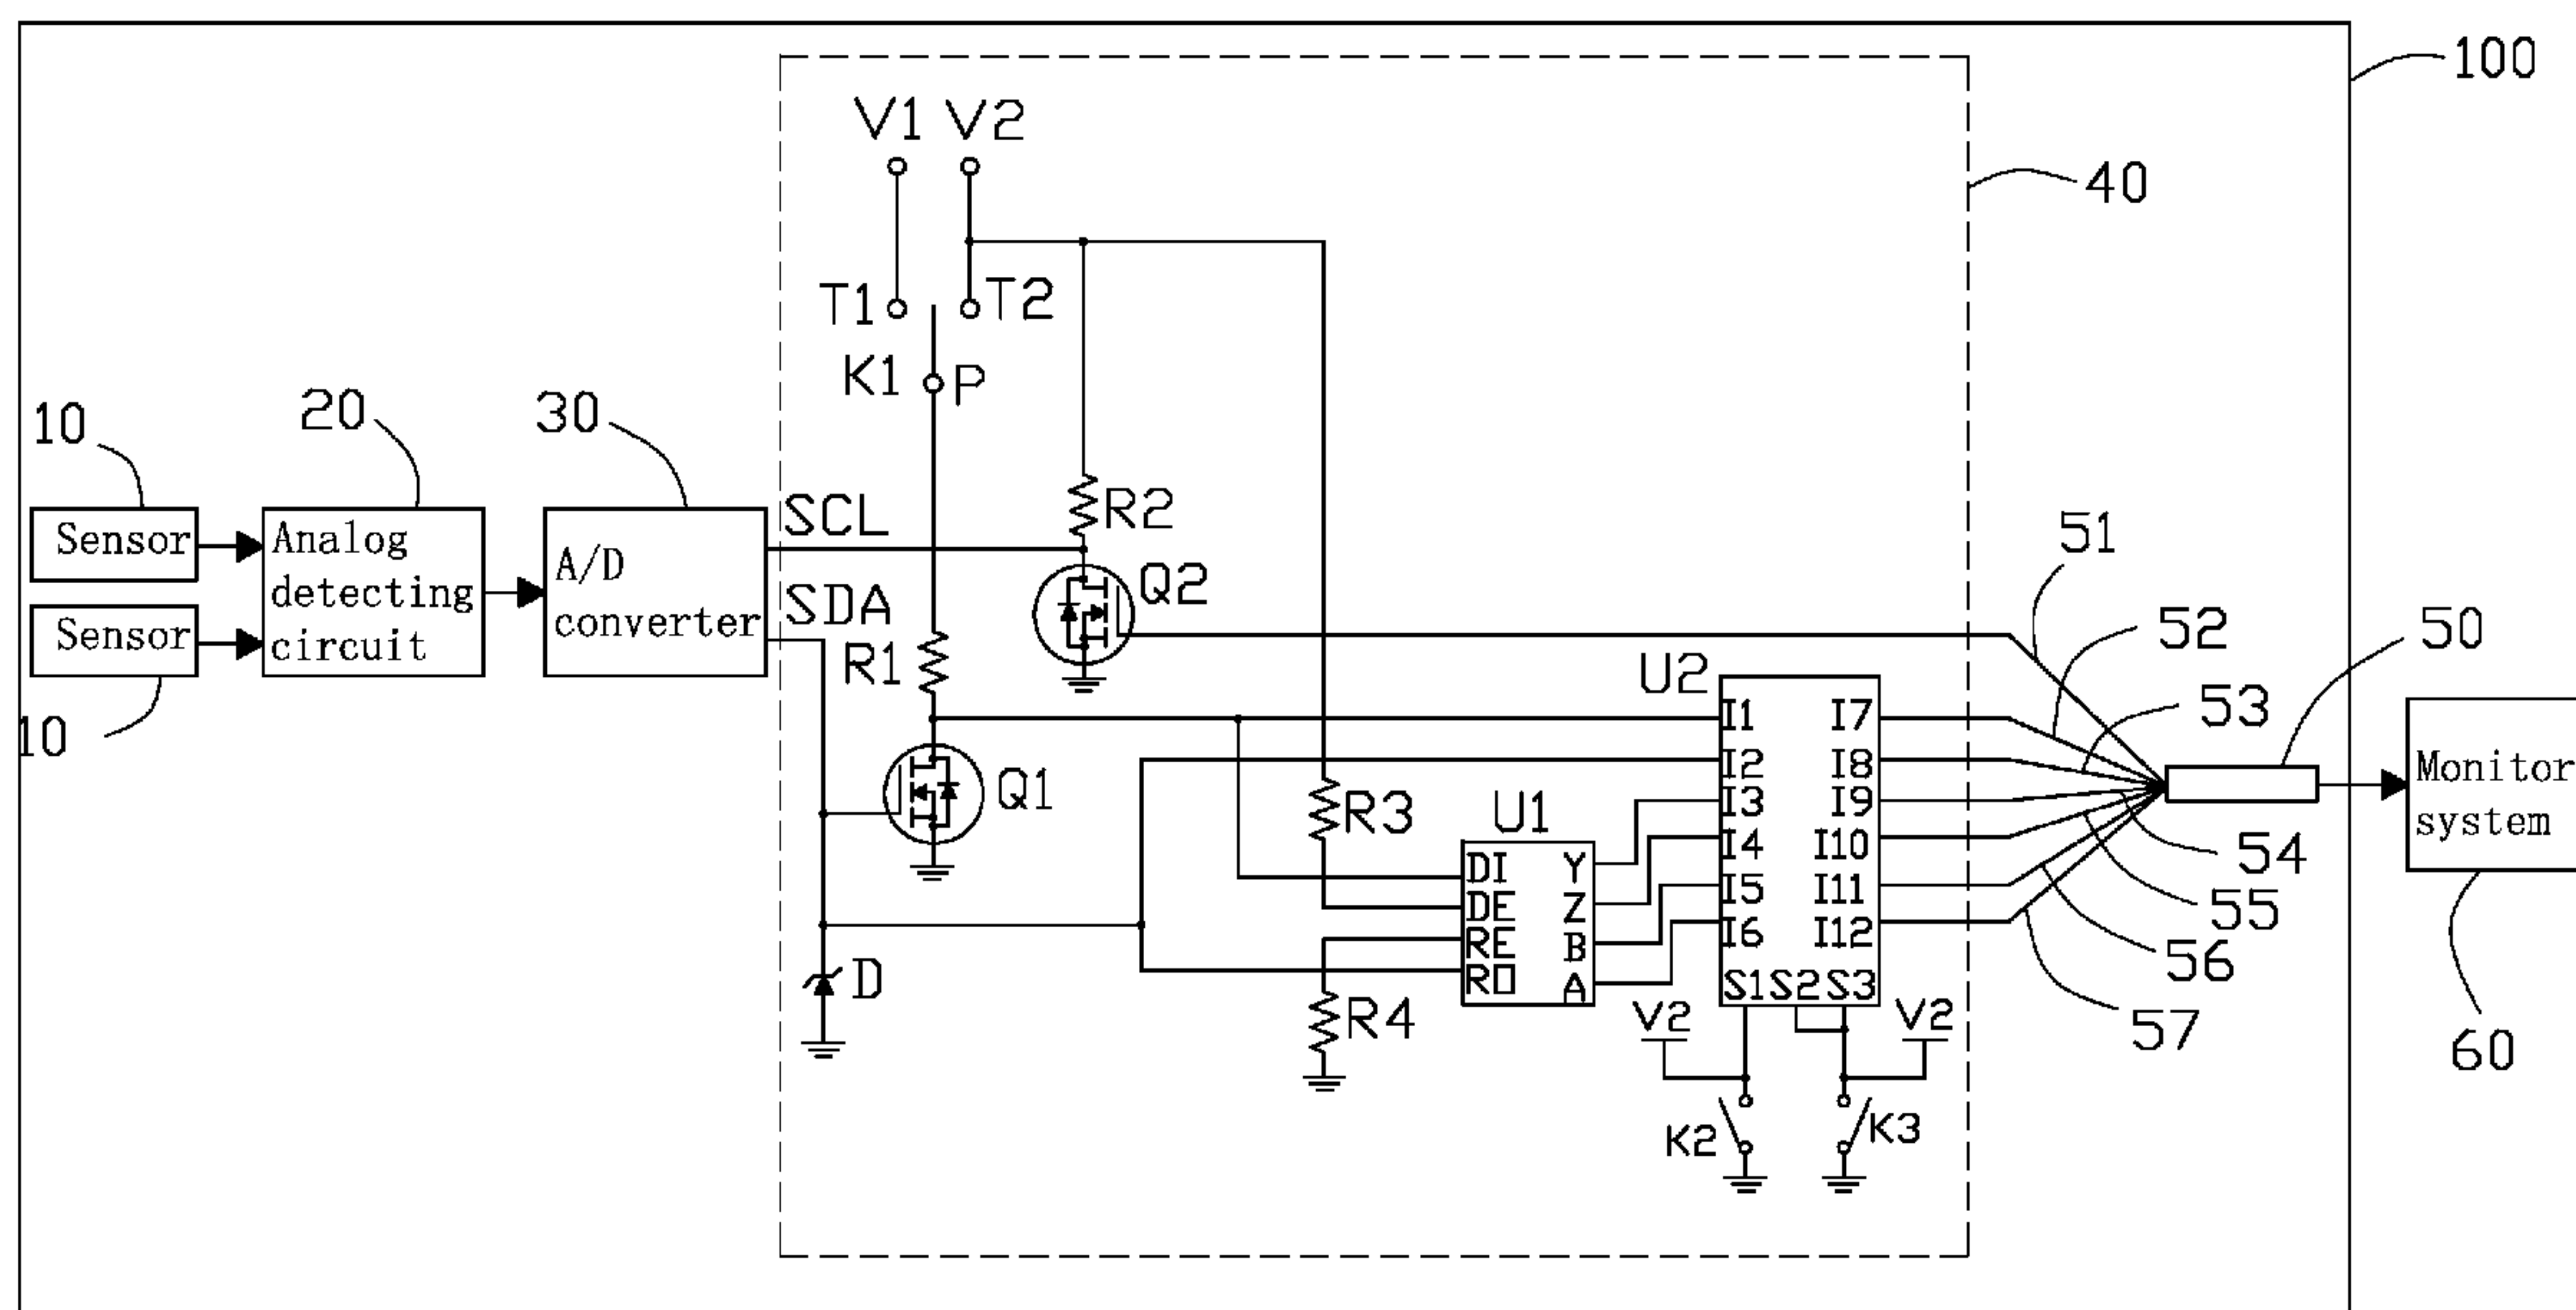 100
V1 V2
40
T1 T2
K1 P
10
20
30
SCL
R2
51
Sensor
Analog
detecting
circuit
A/D
converter
SDA
Q2
52
50
Sensor
R1
U2
53
10
I1
I2
I3
I4
I5
I6
I7
I8
I9
I10
I11
I12
S1 S2 S3
Monitor
system
Q1
R3
U1
DI
DE
RE
RO
Y
Z
B
A
54
55
56
57
D
R4
V2
V2
60
K2
K3